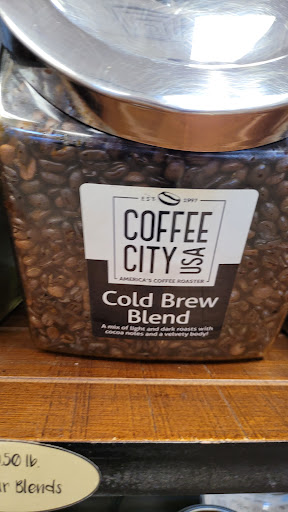 EST 1997
COFFEE
CITY USA
AMERICA'S COFFEE ROASTER
Cold Brew
Blend
A mix of light and dark roasts with
cocoa notes and a velvety body!
.50 lb.
Blends